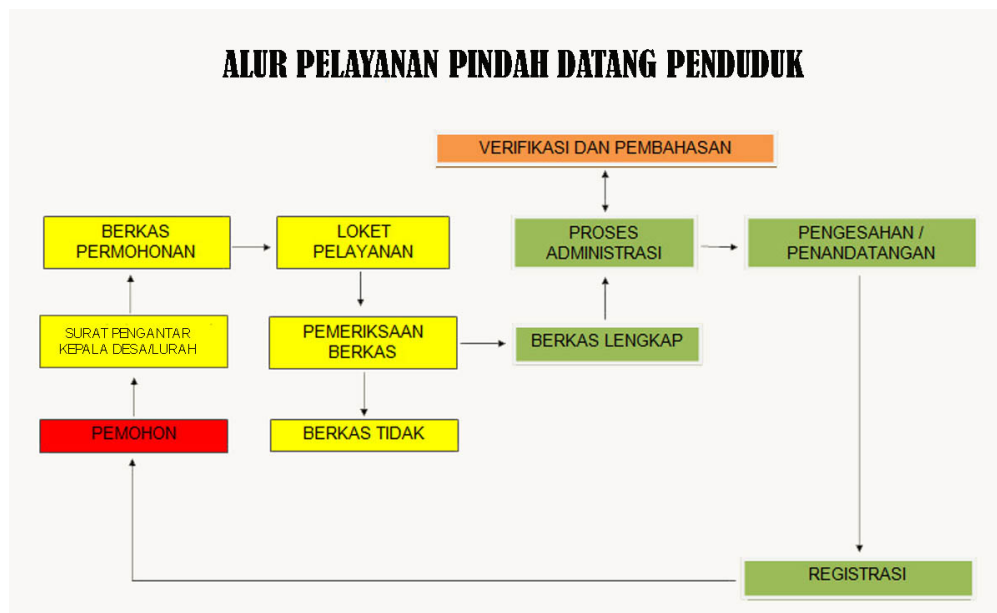 ALUR PELAYANAN PINDAH DATANG PENDUDUK
VERIFIKASI DAN PEMBAHASAN
BERKAS
PERMOHONAN
LOKET
PELAYANAN
PROSES
ADMINISTRASI
PENGESAHAN /
PENANDATANGAN
SURAT PENGANTAR
KEPALA DESA/LURAH
PEMERIKSAAN
BERKAS
BERKAS LENGKAP
PEMOHON
BERKAS TIDAK
REGISTRASI